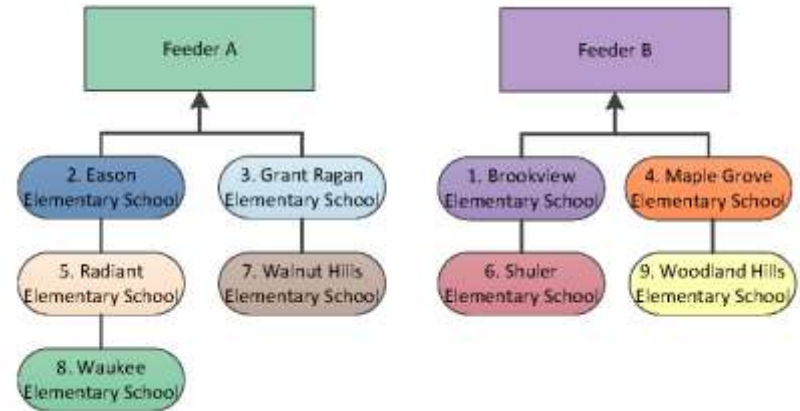 Feeder A
Feeder B
2. Eason
Elementary School
3. Grant Ragan
Elementary School
1. Brookview
Elementary School
4. Maple Grove
Elementary School
5. Radiant
Elementary School
7. Walnut Hills
Elementary School
6. Shuler
Elementary School
9. Woodland Hills
Elementary School
8. Waukee
Elementary School